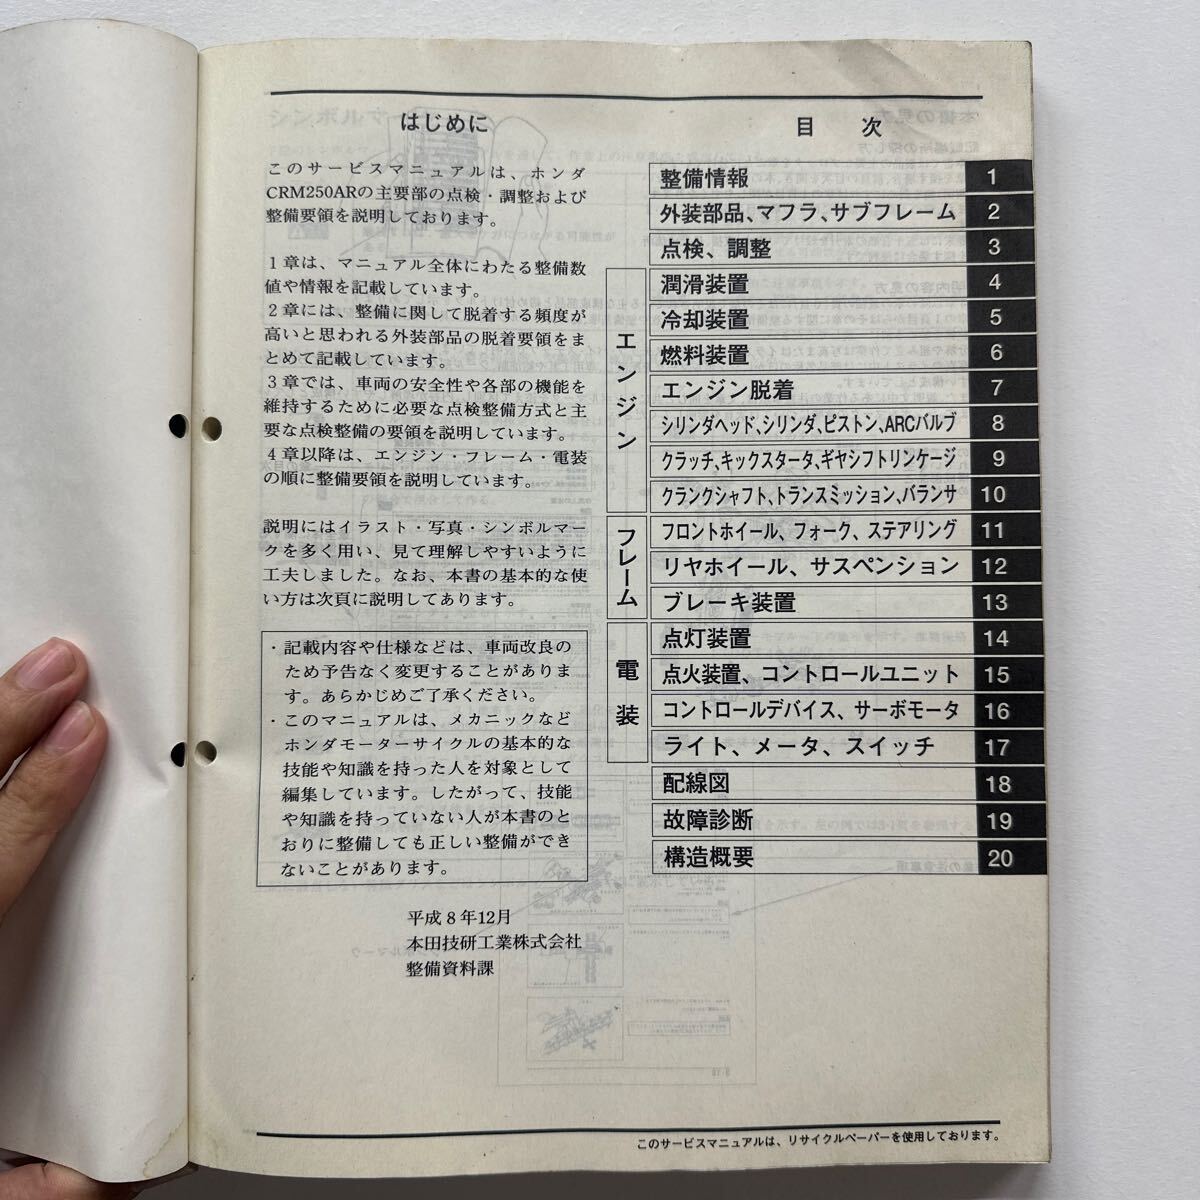 はじめに
このサービスマニュアルは、ホンダ
CRM250ARの主要部の点検・調整および
整備要領を説明しております。
1章は、マニュアル全体にわたる整備数
値や情報を記載しています。
2章には、整備に関して脱着する頻度が
高いと思われる外装部品の脱着要領をま
とめて記載しています。
3章では、車両の安全性や各部の機能を
維持するために必要な点検整備方式と主
要な点検整備の要領を説明しています。
4章以降は、エンジン・フレーム・電装
の順に整備要領を説明しています。
説明にはイラスト・写真・シンボルマー
クを多く用い、見て理解しやすいように
工夫しました。なお、本書の基本的な使
い方は次頁に説明してあります。
・記載内容や仕様などは、車両改良の
ため予告なく変更することがありま
す。あらかじめご了承ください。
・このマニュアルは、メカニックなど
ホンダモーターサイクルの基本的な
技能や知識を持った人を対象として
編集しています。したがって、技能
や知識を持っていない人が本書のと
おりに整備しても正しい整備ができ
ないことがあります。
平成8年12月
本田技研工業株式会社
整備資料課
目 次
整備情報 1
外装部品、マフラ、サブフレーム 2
点検、調整 3
エンジン
潤滑装置 4
冷却装置 5
燃料装置 6
エンジン脱着 7
シリンダヘッド、シリンダ、ピストン、ARCバルブ 8
クラッチ、キックスタータ、ギヤシフトリンケージ 9
クランクシャフト、トランスミッション、バランサ 10
フレーム
フロントホイール、フォーク、ステアリング 11
リヤホイール、サスペンション 12
ブレーキ装置 13
電装
点灯装置 14
点火装置、コントロールユニット 15
コントロールデバイス、サーボモータ 16
ライト、メータ、スイッチ 17
配線図 18
故障診断 19
構造概要 20
このサービスマニュアルは、リサイクルペーパーを使用しております。